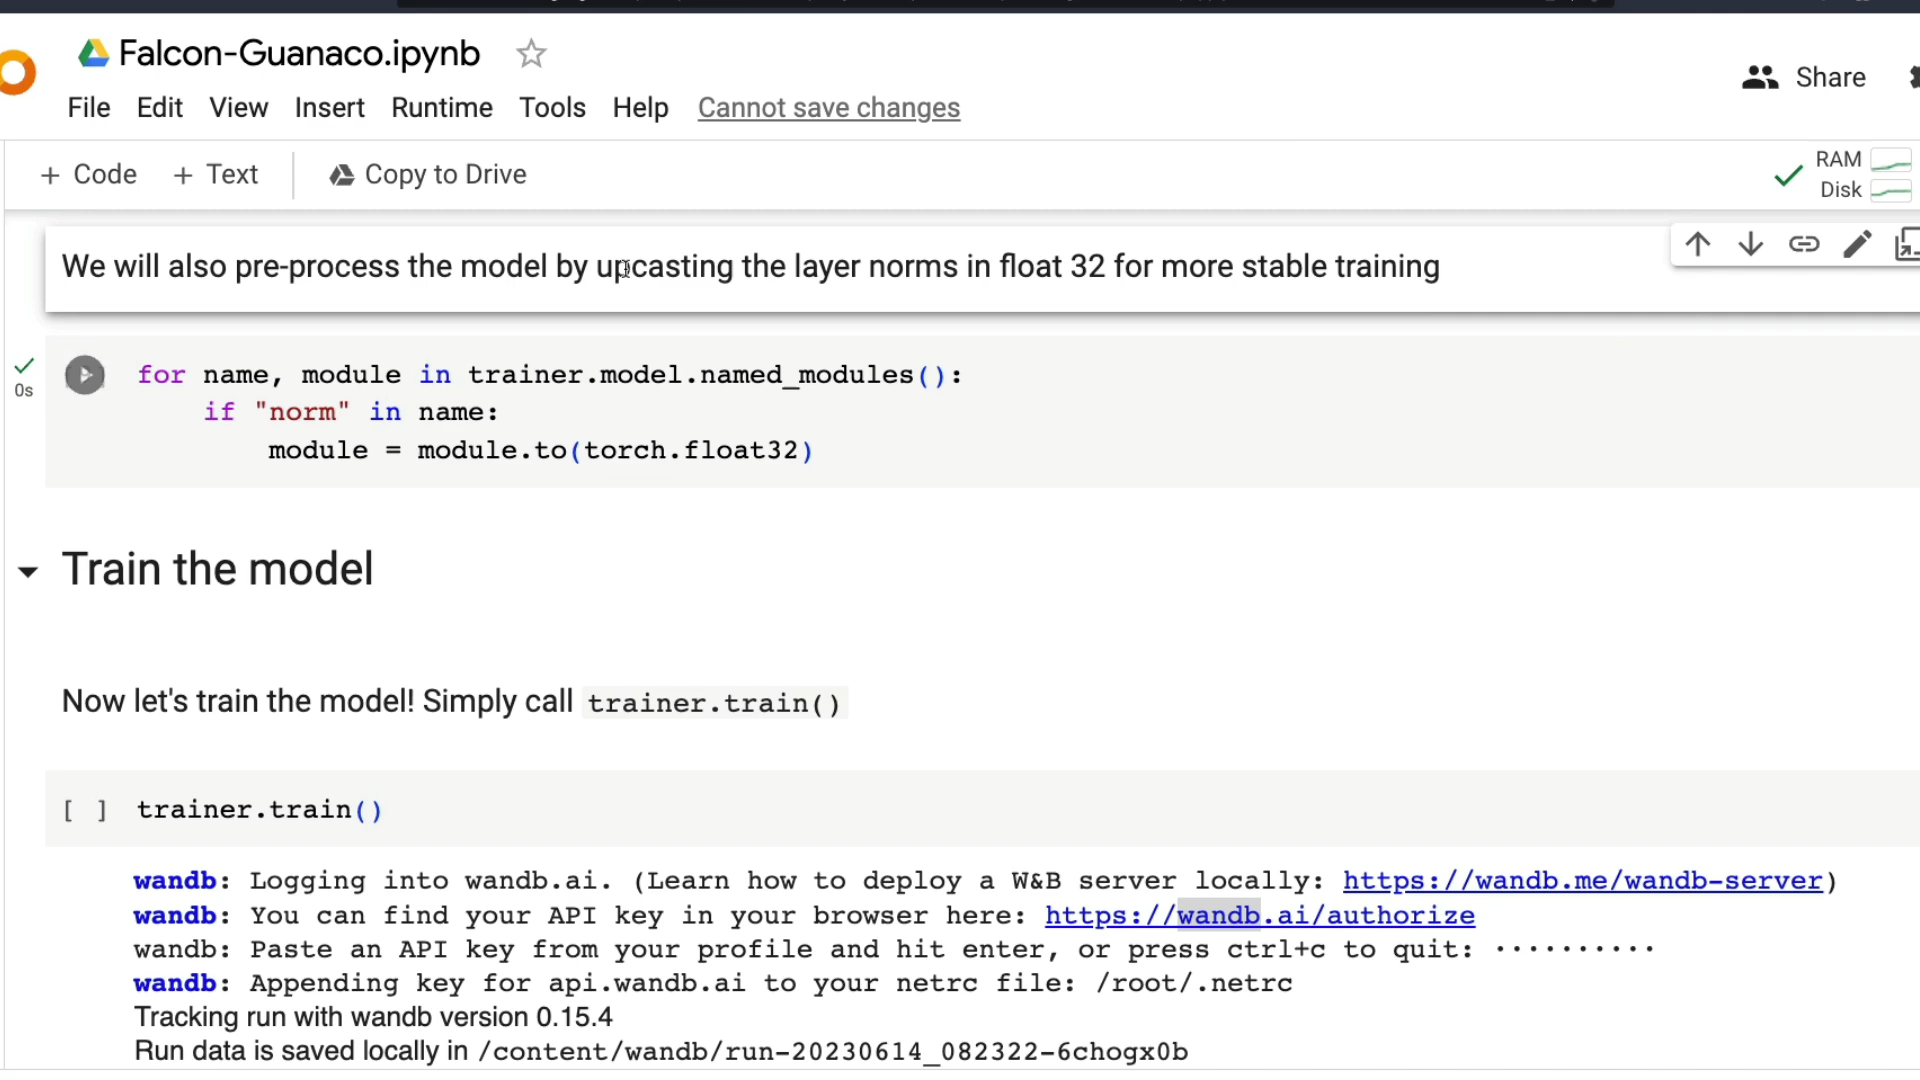 Falcon-Guanaco.ipynb
File Edit View Insert Runtime Tools Help Cannot save changes
Share
+ Code + Text Copy to Drive
RAM
Disk
We will also pre-process the model by upcasting the layer norms in float 32 for more stable training
0s
for name, module in trainer.model.named_modules():
if "norm" in name:
module = module.to(torch.float32)
Train the model
Now let's train the model! Simply call trainer.train()
[ ] trainer.train()
wandb: Logging into wandb.ai. (Learn how to deploy a W&B server locally: https://wandb.me/wandb-server)
wandb: You can find your API key in your browser here: https://wandb.ai/authorize
wandb: Paste an API key from your profile and hit enter, or press ctrl+c to quit: ··········
wandb: Appending key for api.wandb.ai to your netrc file: /root/.netrc
Tracking run with wandb version 0.15.4
Run data is saved locally in /content/wandb/run-20230614_082322-6chogx0b